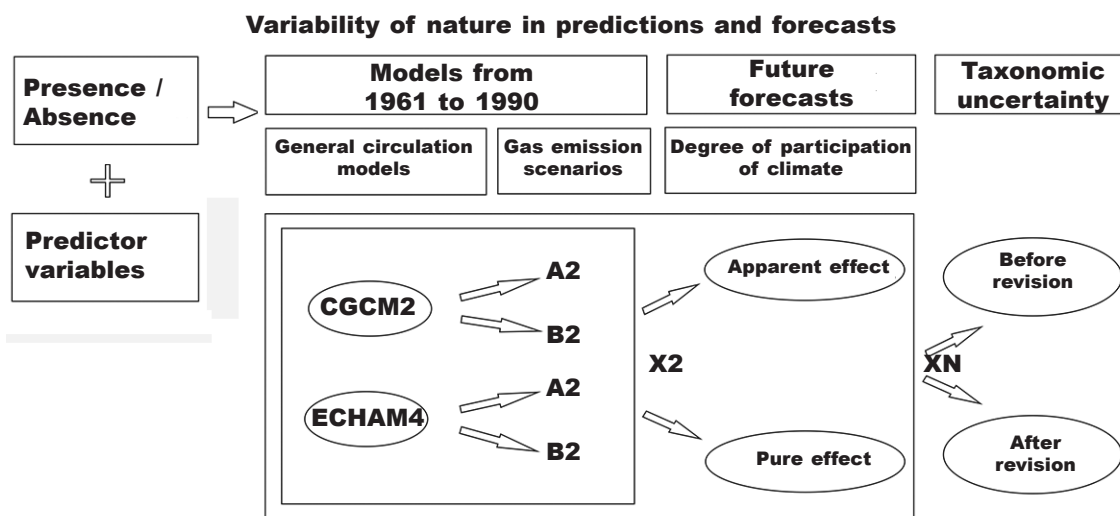 Variability of nature in predictions and forecasts
Presence /
Absence
Predictor
variables
Models from
1961 to 1990
Future
forecasts
Taxonomic
uncertainty
General circulation
models
Gas emission
scenarios
Degree of participation
of climate
CGCM2
A2
B2
ECHAM4
A2
B2
X2
Apparent effect
Pure effect
XN
Before
revision
After
revision